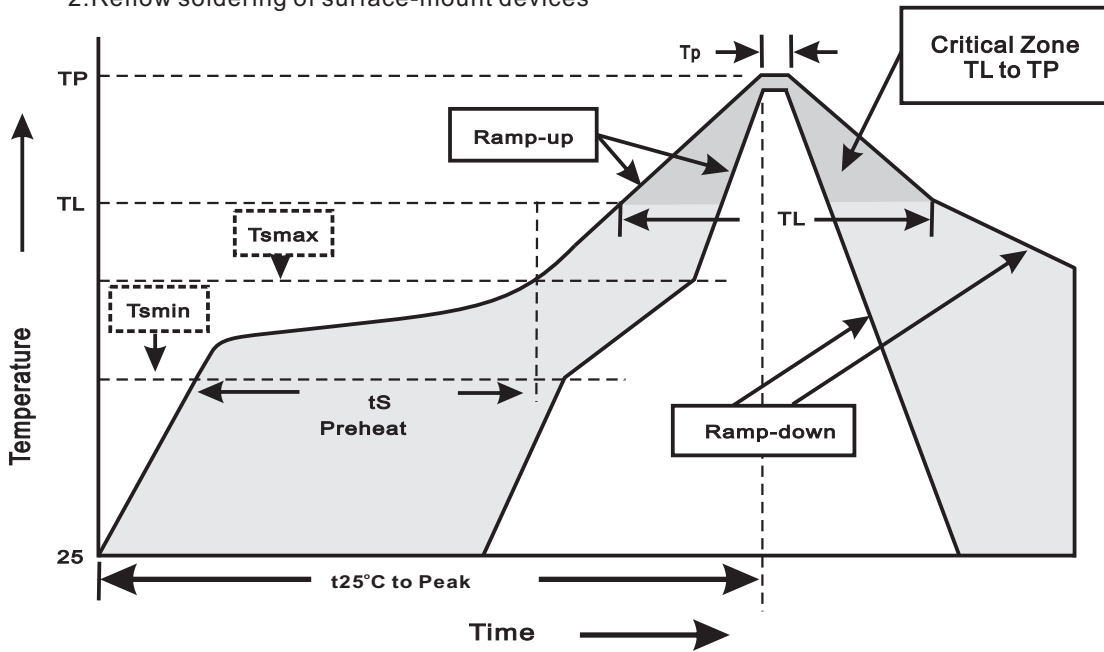 2.Reflow soldering of surface-mount devices
Tp
Critical Zone
TL to TP
TP
Ramp-up
TL
TL
Tsmax
Tsmin
Temperature
tS
Preheat
Ramp-down
25
t25°C to Peak
Time